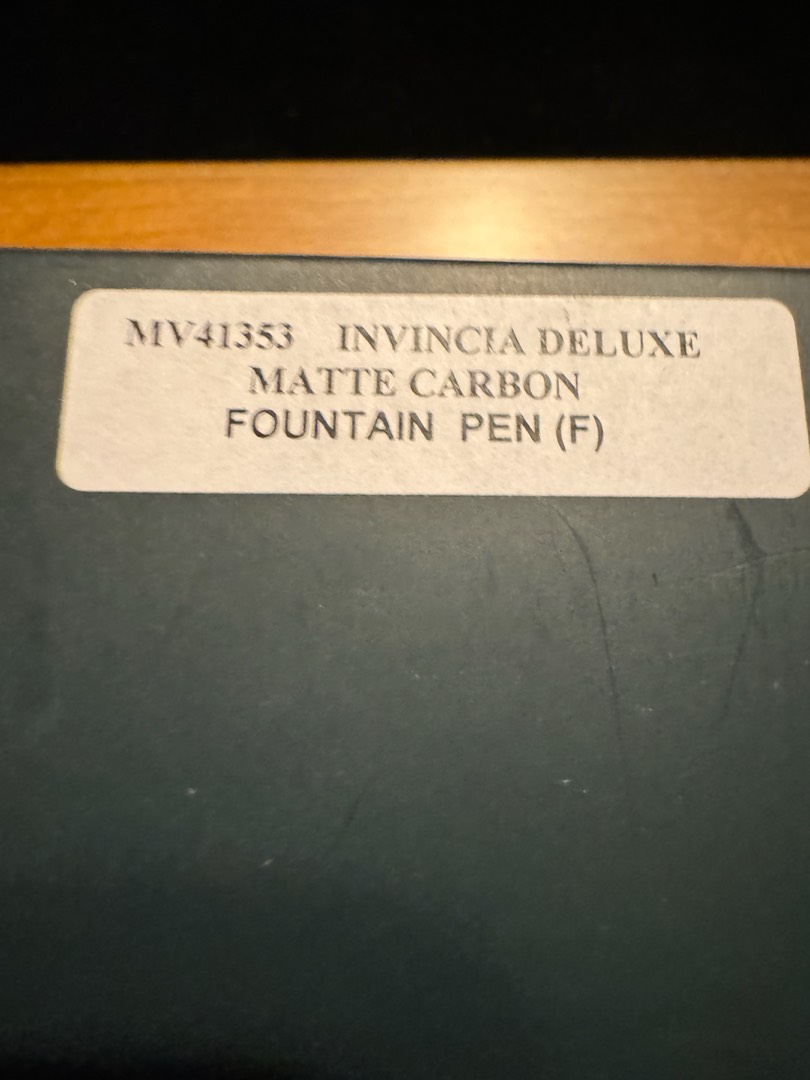 MV41353 INVINCIA DELUXE
MATTE CARBON
FOUNTAIN PEN (F)